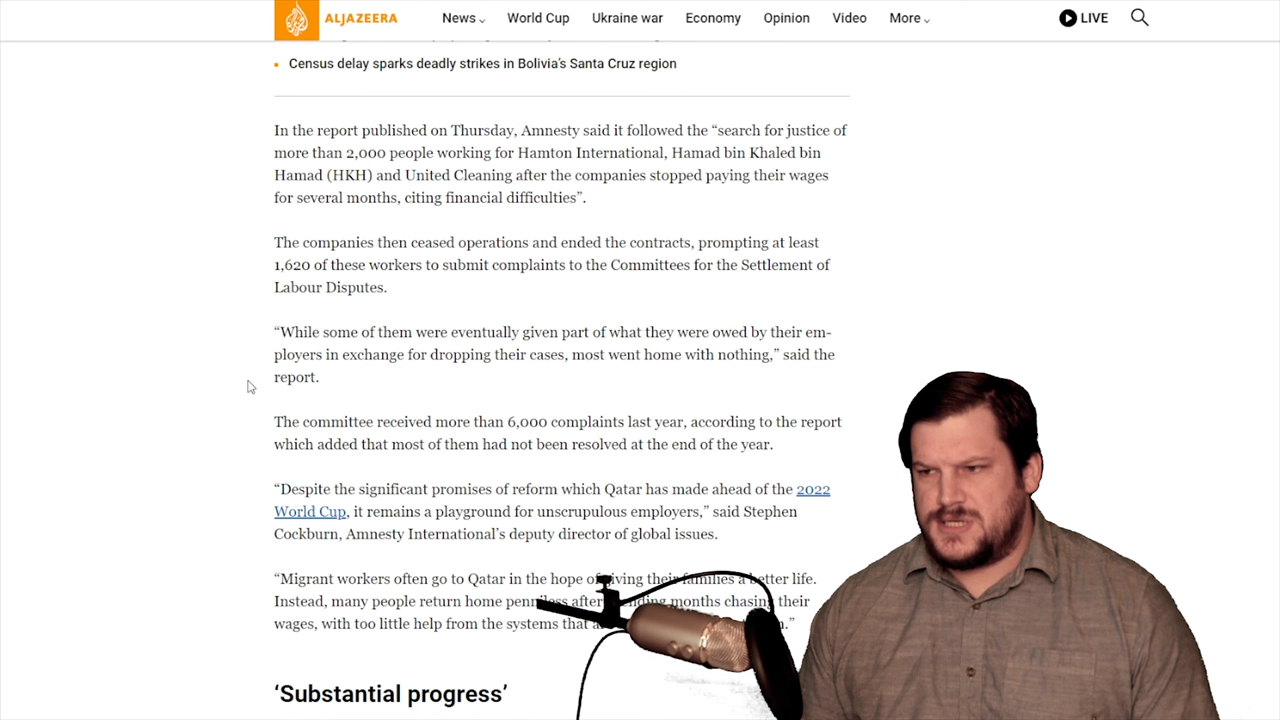 ALJAZEERA
News World Cup Ukraine war Economy Opinion Video More LIVE
Census delay sparks deadly strikes in Bolivia’s Santa Cruz region
In the report published on Thursday, Amnesty said it followed the “search for justice of
more than 2,000 people working for Hamton International, Hamad bin Khaled bin
Hamad (HKH) and United Cleaning after the companies stopped paying their wages
for several months, citing financial difficulties”.
The companies then ceased operations and ended the contracts, prompting at least
1,620 of these workers to submit complaints to the Committees for the Settlement of
Labour Disputes.
“While some of them were eventually given part of what they were owed by their em-
ployers in exchange for dropping their cases, most went home with nothing,” said the
report.
The committee received more than 6,000 complaints last year, according to the report
which added that most of them had not been resolved at the end of the year.
“Despite the significant promises of reform which Qatar has made ahead of the 2022
World Cup, it remains a playground for unscrupulous employers,” said Stephen
Cockburn, Amnesty International’s deputy director of global issues.
“Migrant workers often go to Qatar in the hope of giving their families a better life.
Instead, many people return home penniless after spending months chasing their
wages, with too little help from the systems that
‘Substantial progress’